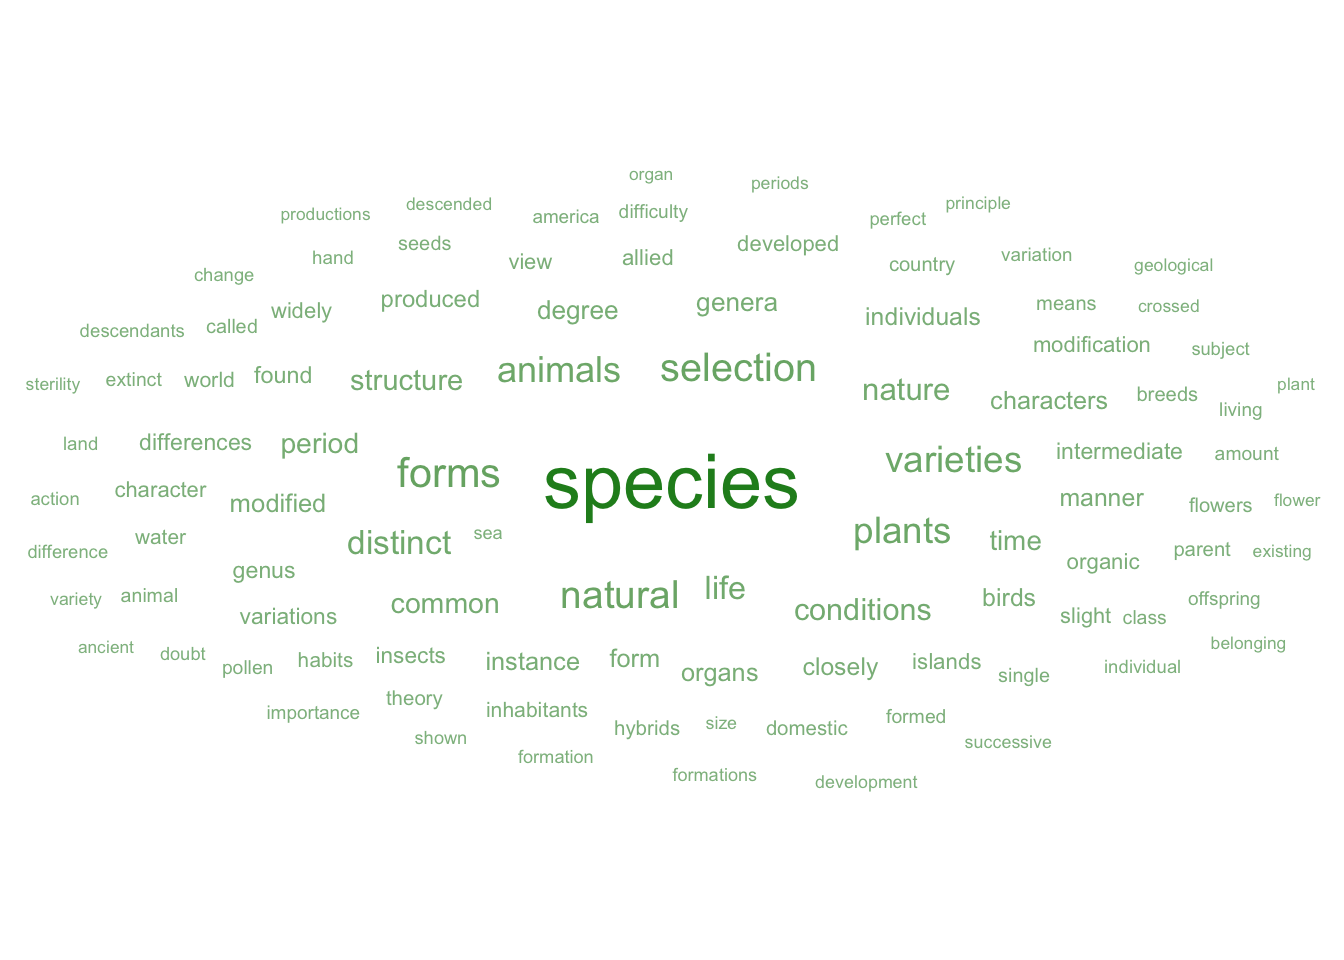 organ
periods
descended
principle
productions
america
difficulty
perfect
hand
seeds
view
allied
developed
country
variation
geological
change
widely
produced
degree
genera
individuals
means
crossed
descendants
called
modification
subject
sterility
extinct
world
found
structure
animals
selection
nature
characters
breeds
living
plant
land
differences
period
forms
species
varieties
intermediate
amount
action
character
modified
manner
flowers
flower
difference
water
distinct
sea
plants
time
organic
parent
existing
variety
animal
genus
common
natural
life
conditions
birds
slight
class
offspring
variations
ancient
doubt
pollen
habits
insects
instance
form
organs
closely
islands
single
individual
belonging
importance
theory
inhabitants
hybrids
size
domestic
formed
successive
shown
formation
formations
development